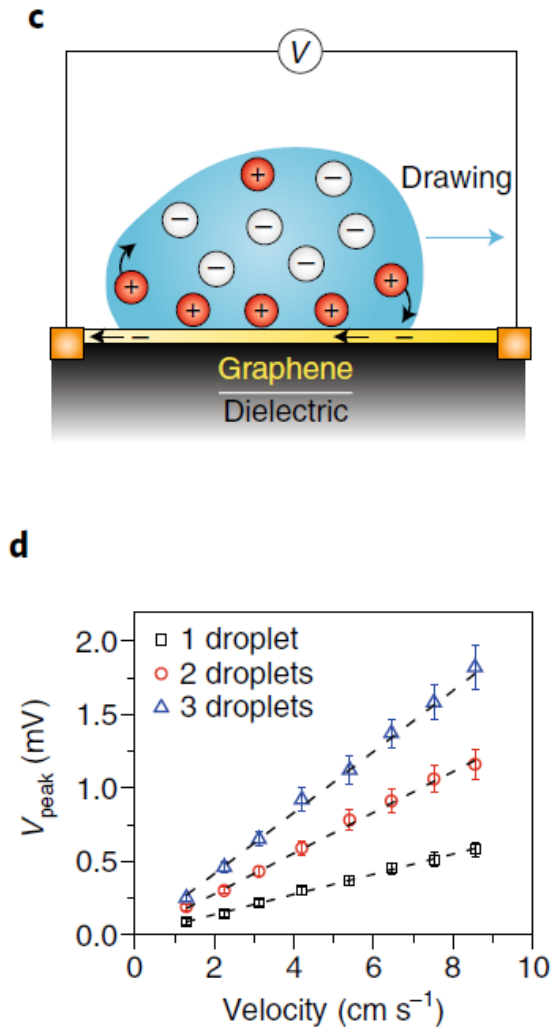 c
V
Drawing
+
−
−
−
−
+
−
−
+
+
+
+
−
−
Graphene
Dielectric
d
2.0
1 droplet
2 droplets
1.5
3 droplets
1.0
0.5
0.0
V peak (mV)
0 2 4 6 8 10
Velocity (cm s⁻¹)